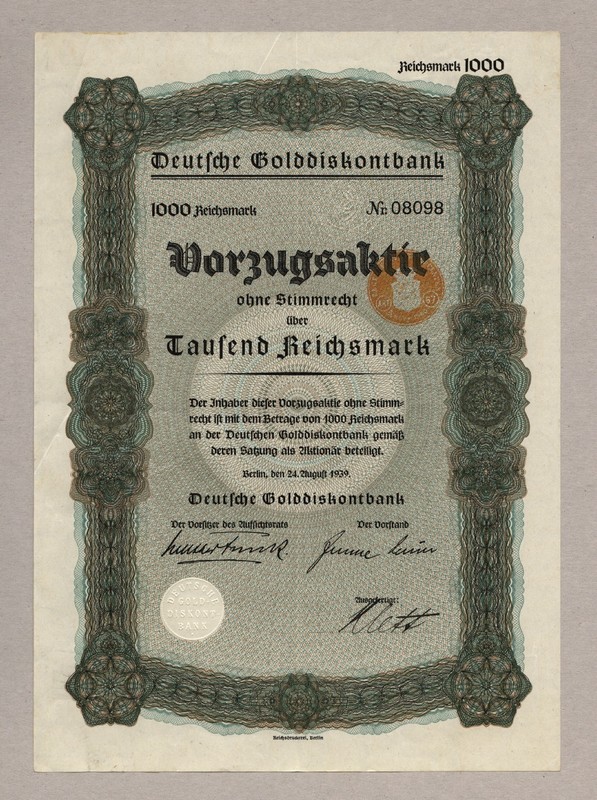 Reichsmark 1000
Deutsche Golddiskontbank
1000 Reichsmark
Nr. 08098
Vorzugsaktie
ohne Stimmrecht
über
Tausend Reichsmark
Der Inhaber dieser Vorzugsaktie ohne Stimm-
recht ist mit dem Betrage von 1000 Reichsmark
an der Deutschen Golddiskontbank gemäß
deren Satzung als Aktionär beteiligt.
Berlin, den 24. August 1939.
Deutsche Golddiskontbank
Der Vorsitzer des Aufsichtsrats
Der Vorstand
Ausgefertigt:
Klett
DEUTSCHE
GOLD
DISKONT
BANK
Reichsdruckerei, Berlin